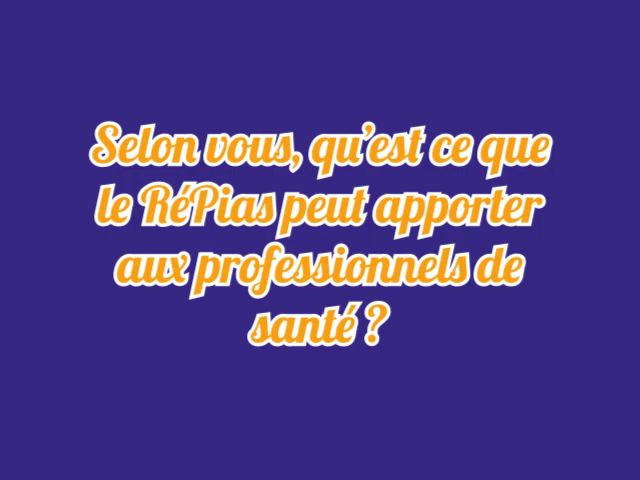 Selon vous, qu'est ce que
le RéPias peut apporter
aux professionnels de
santé ?